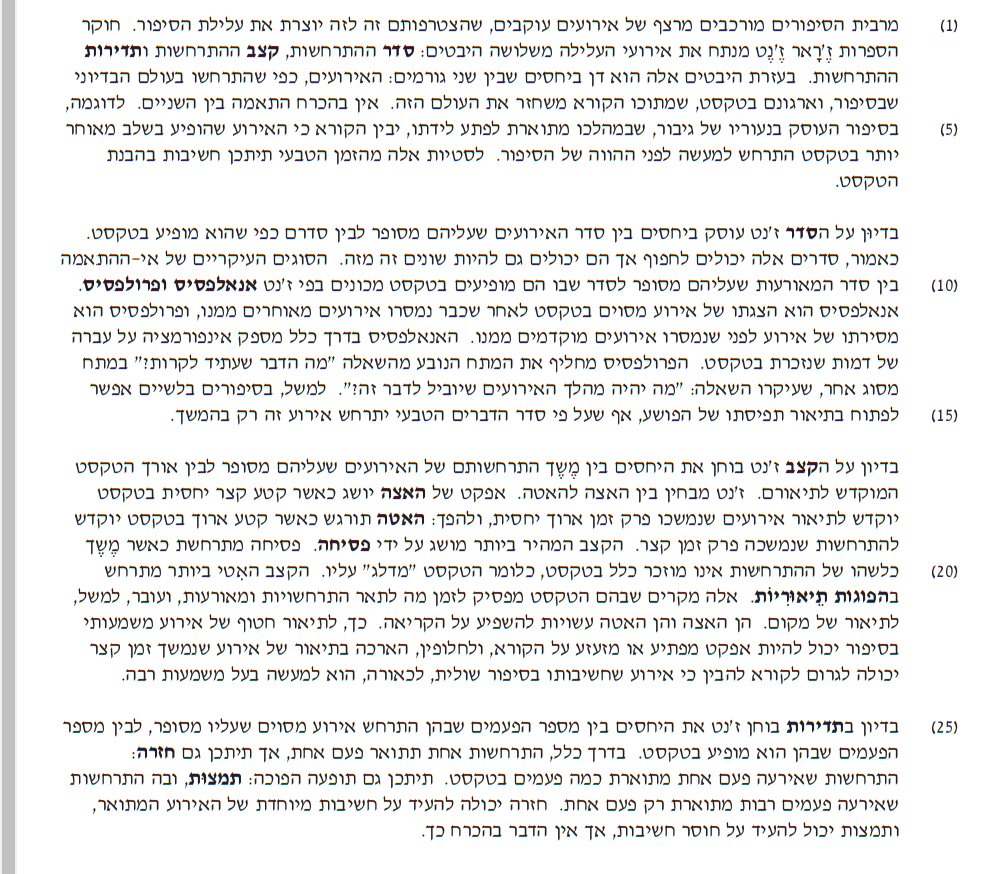 (1) מרבית הסיפורים מורכבים מרצף של אירועים עוקבים, שהצטרפותם זה לזה יוצרת את עלילת הסיפור. חוקר
הספרות זֶ'רָאר זֶ'נֶט מנתח את אירועי העלילה משלושה היבטים: סדר ההתרחשות, קצב ההתרחשות ותדירות
ההתרחשות. בעזרת היבטים אלה הוא דן ביחסים שבין שני גורמים: האירועים, כפי שהתרחשו בעולם הבדיוני
שבסיפור, וארגונם בטקסט, שמתוכו הקורא משחזר את העולם הזה. אין בהכרח התאמה בין השניים. לדוגמה,
(5) בסיפור העוסק בנעוריו של גיבור, שבמהלכו מתוארת לפתע לידתו, יבין הקורא כי האירוע שהופיע בשלב מאוחר
יותר בטקסט התרחש למעשה לפני ההווה של הסיפור. לסטיות אלה מהזמן הטבעי תיתכן חשיבות בהבנת
הטקסט.
בדיון על הסדר ז'נט עוסק ביחסים בין סדר האירועים שעליהם מסופר לבין סדרם כפי שהוא מופיע בטקסט.
כאמור, סדרים אלה יכולים לחפוף אך הם יכולים גם להיות שונים זה מזה. הסוגים העיקריים של אי-ההתאמה
(10) בין סדר המאורעות שעליהם מסופר לסדר שבו הם מופיעים בטקסט מכונים בפי ז'נט אנאלפסיס ופרולפסיס.
אנאלפסיס הוא הצגתו של אירוע מסוים בטקסט לאחר שכבר נמסרו אירועים מאוחרים ממנו, ופרולפסיס הוא
מסירתו של אירוע לפני שנמסרו אירועים מוקדמים ממנו. האנאלפסיס בדרך כלל מספק אינפורמציה על עברה
של דמות שנזכרת בטקסט. הפרולפסיס מחליף את המתח הנובע מהשאלה "מה הדבר שעתיד לקרות?" במתח
מסוג אחר, שעיקרו השאלה: "מה יהיה מהלך האירועים שיוביל לדבר זה?". למשל, בסיפורים בלשיים אפשר
(15) לפתוח בתיאור תפיסתו של הפושע, אף שעל פי סדר הדברים הטבעי יתרחש אירוע זה רק בהמשך.
בדיון על הקצב ז'נט בוחן את היחסים בין מֶשֶך התרחשותם של האירועים שעליהם מסופר לבין אורך הטקסט
המוקדש לתיאורם. ז'נט מבחין בין האצה להאטה. אפקט של האצה יושג כאשר קטע קצר יחסית בטקסט
יוקדש לתיאור אירועים שנמשכו פרק זמן ארוך יחסית, ולהפך: האטה תורגש כאשר קטע ארוך בטקסט יוקדש
להתרחשות שנמשכה פרק זמן קצר. הקצב המהיר ביותר מושג על ידי פסיחה. פסיחה מתרחשת כאשר מֶשֶך
(20) כלשהו של ההתרחשות אינו מוזכר כלל בטקסט, כלומר הטקסט "מדלג" עליו. הקצב האִטי ביותר מתרחש
בהפוגות תֵיאוּרִיוֹת. אלה מקרים שבהם הטקסט מפסיק לזמן מה לתאר התרחשויות ומאורעות, ועובר, למשל,
לתיאור של מקום. הן האצה והן האטה עשויות להשפיע על הקריאה. כך, לתיאור חטוף של אירוע משמעותי
בסיפור יכול להיות אפקט מפתיע או מזעזע על הקורא, ולחלופין, הארכה בתיאור של אירוע שנמשך זמן קצר
יכולה לגרום לקורא להבין כי אירוע שחשיבותו בסיפור שולית, לכאורה, הוא למעשה בעל משמעות רבה.
(25) בדיון בתדירות בוחן ז'נט את היחסים בין מספר הפעמים שבהן התרחש אירוע מסוים שעליו מסופר, לבין מספר
הפעמים שבהן הוא מופיע בטקסט. בדרך כלל, התרחשות אחת תתואר פעם אחת, אך תיתכן גם חזרה:
התרחשות שאירעה פעם אחת מתוארת כמה פעמים בטקסט. תיתכן גם תופעה הפוכה: תמצוּת, ובה התרחשות
שאירעה פעמים רבות מתוארת רק פעם אחת. חזרה יכולה להעיד על חשיבות מיוחדת של האירוע המתואר,
ותמצות יכול להעיד על חוסר חשיבות, אך אין הדבר בהכרח כך.